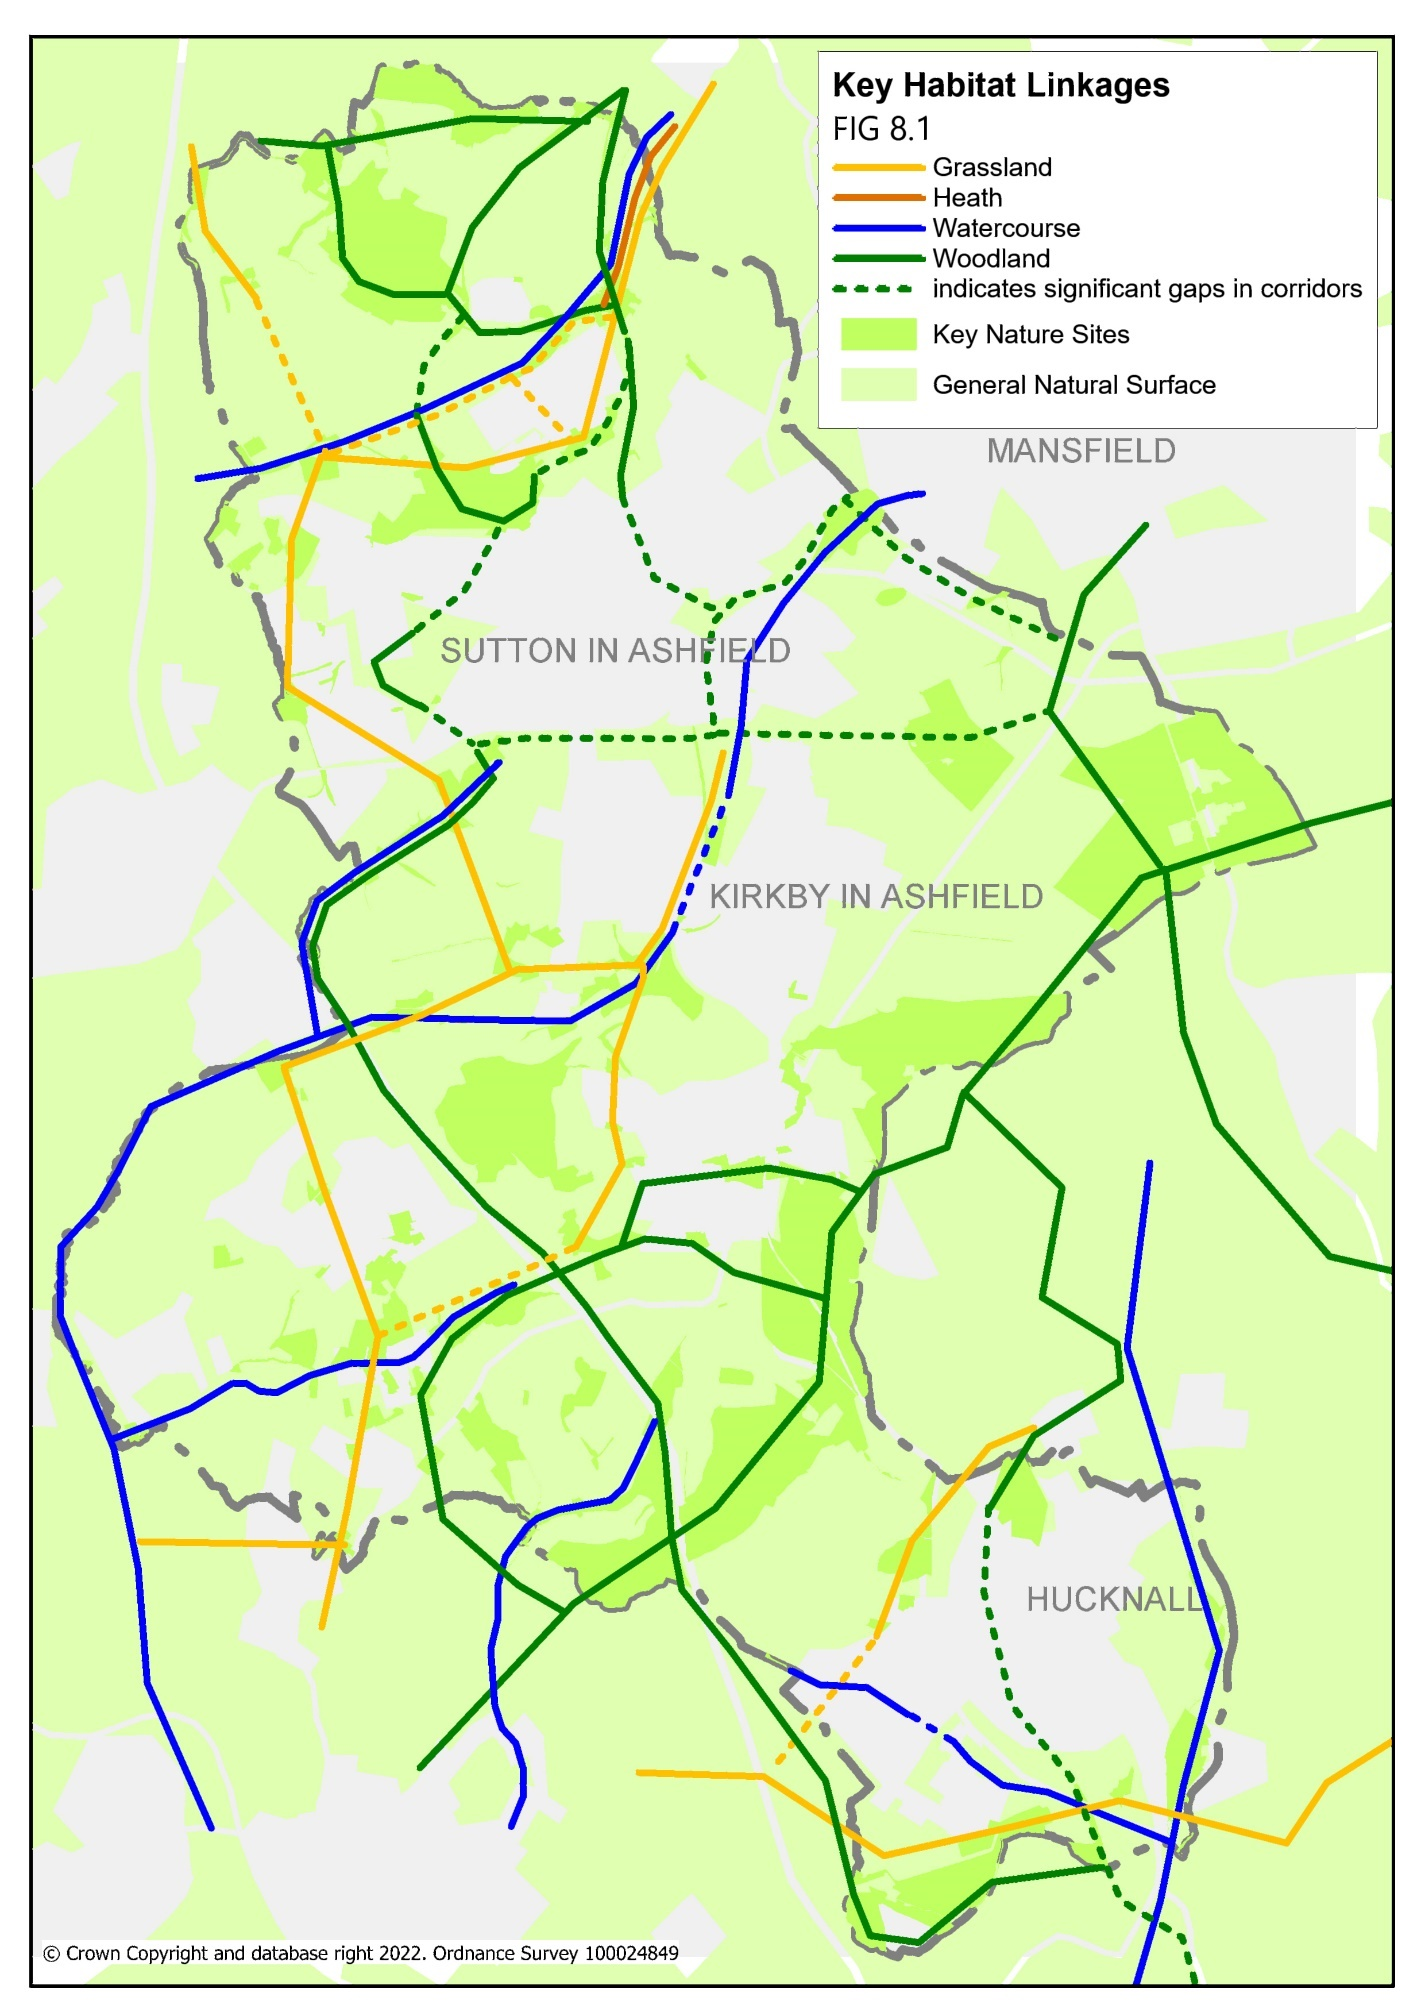 Key Habitat Linkages
FIG 8.1
Grassland
Heath
Watercourse
Woodland
indicates significant gaps in corridors
Key Nature Sites
General Natural Surface
MANSFIELD
SUTTON IN ASHFIELD
KIRKBY IN ASHFIELD
HUCKNALL
© Crown Copyright and database right 2022. Ordnance Survey 100024849